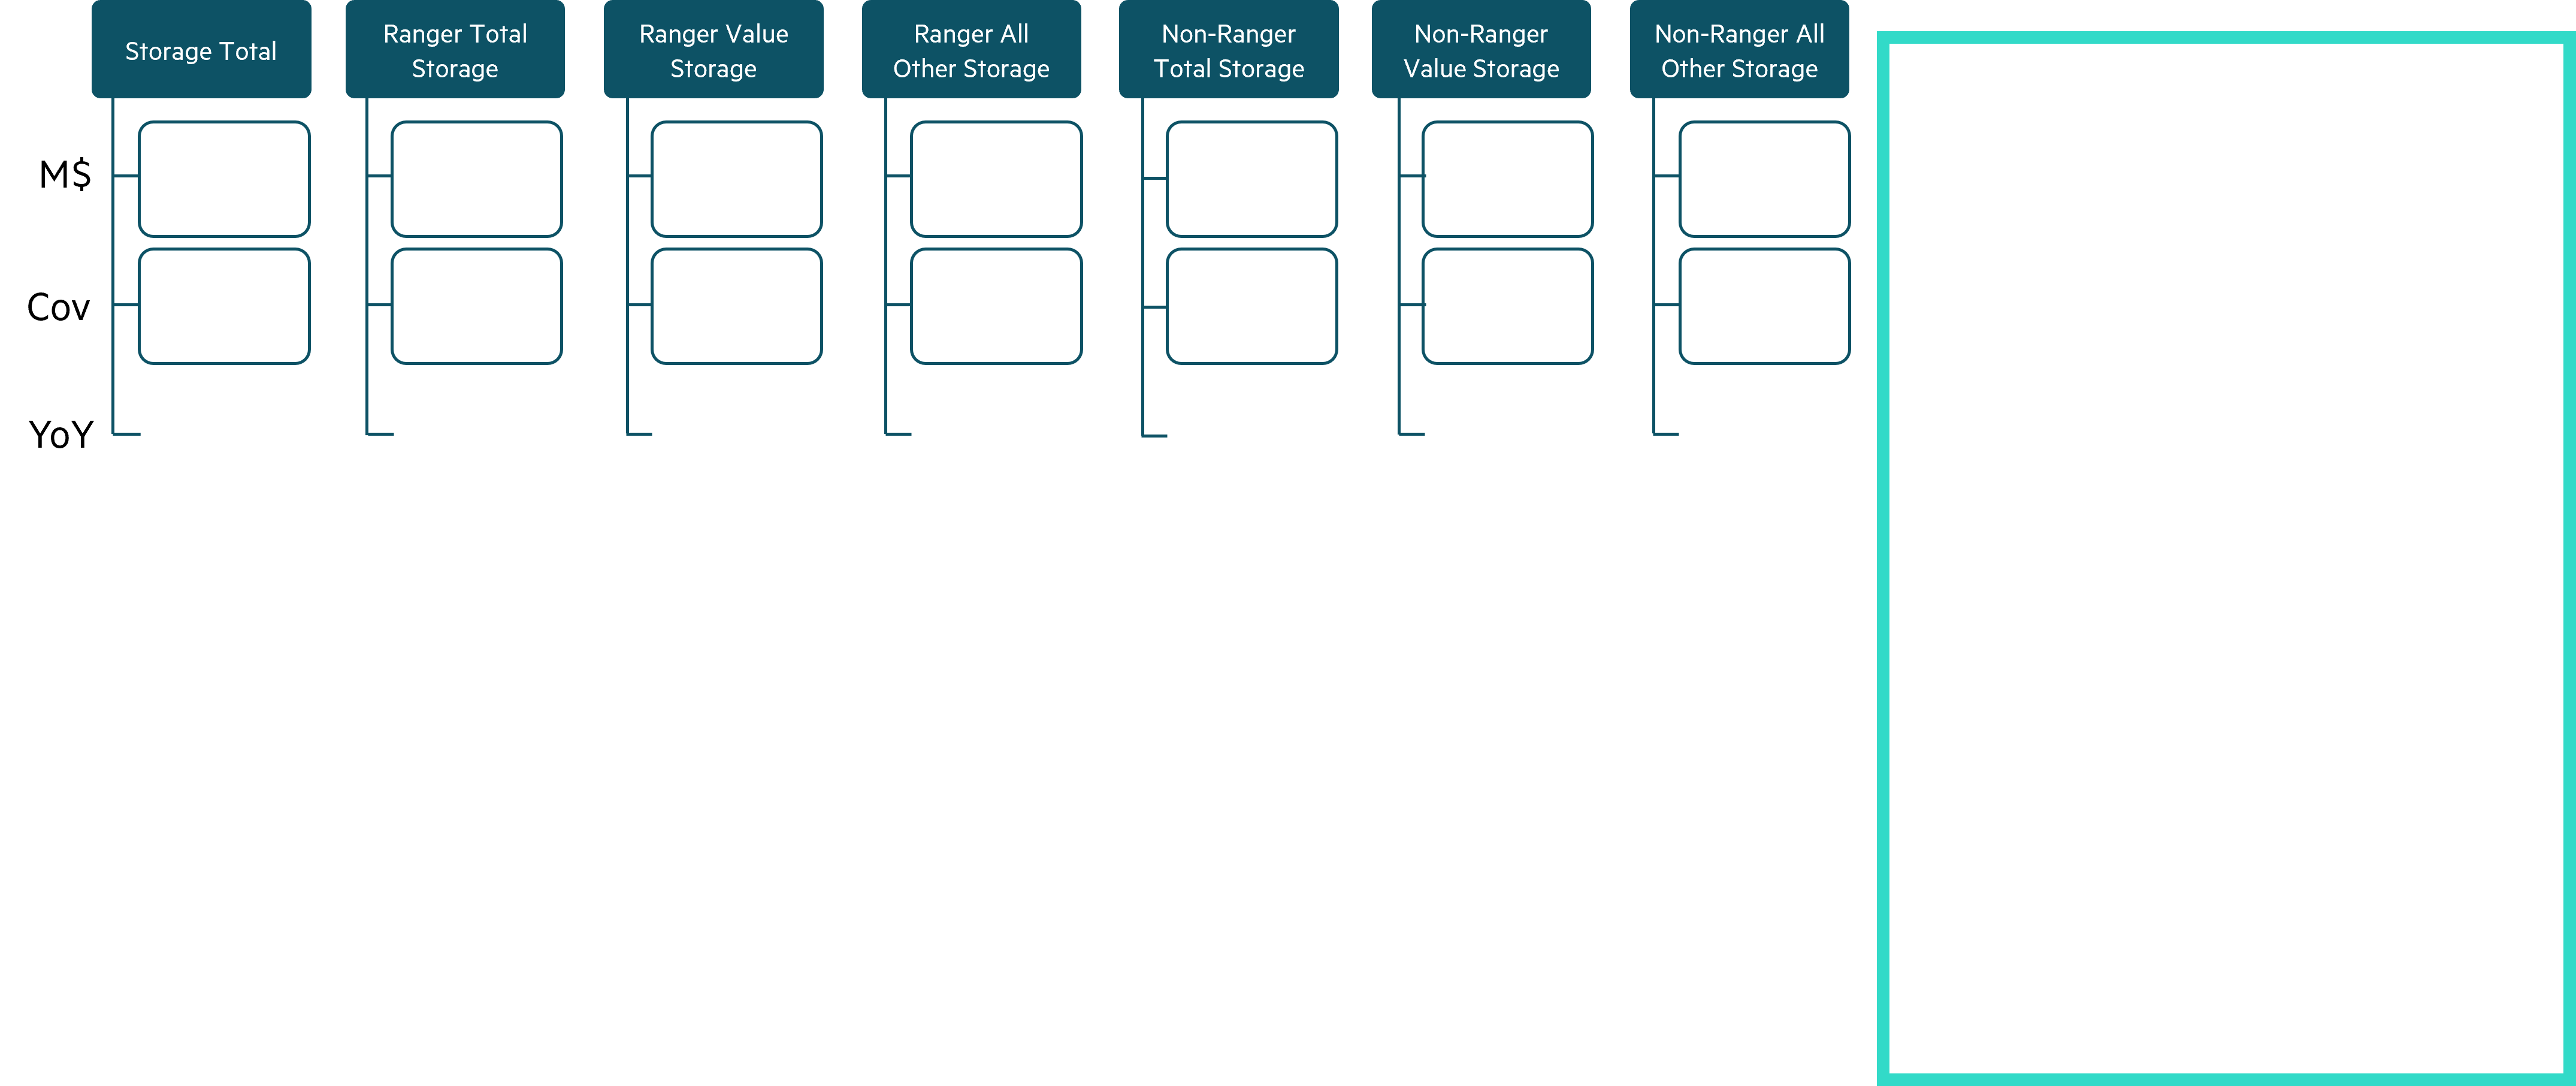 Storage Total
Ranger Total
Storage
Ranger Value
Storage
Ranger All
Other Storage
Non-Ranger
Total Storage
Non-Ranger
Value Storage
Non-Ranger All
Other Storage
M$
Cov
YoY